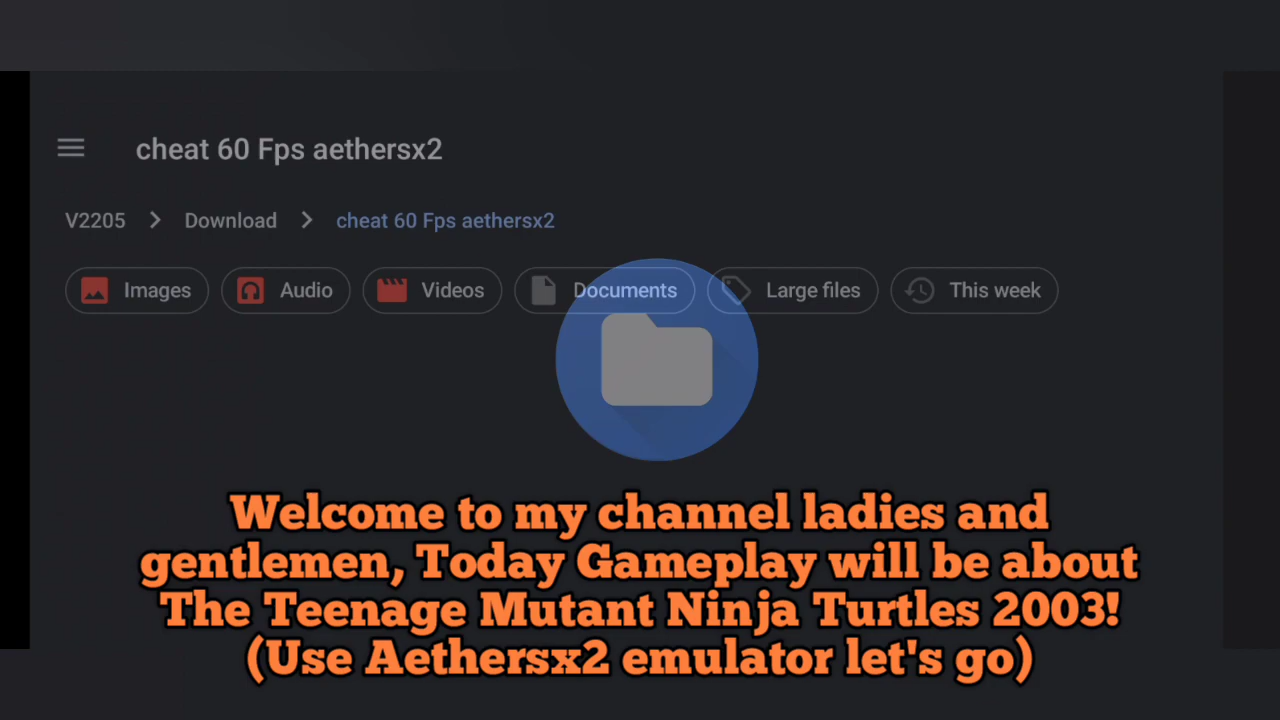 cheat 60 Fps aethersx2
V2205 > Download > cheat 60 Fps aethersx2
Images Audio Videos Documents Large files This week
Welcome to my channel ladies and
gentlemen, Today Gameplay will be about
The Teenage Mutant Ninja Turtles 2003!
(Use Aethersx2 emulator let's go)